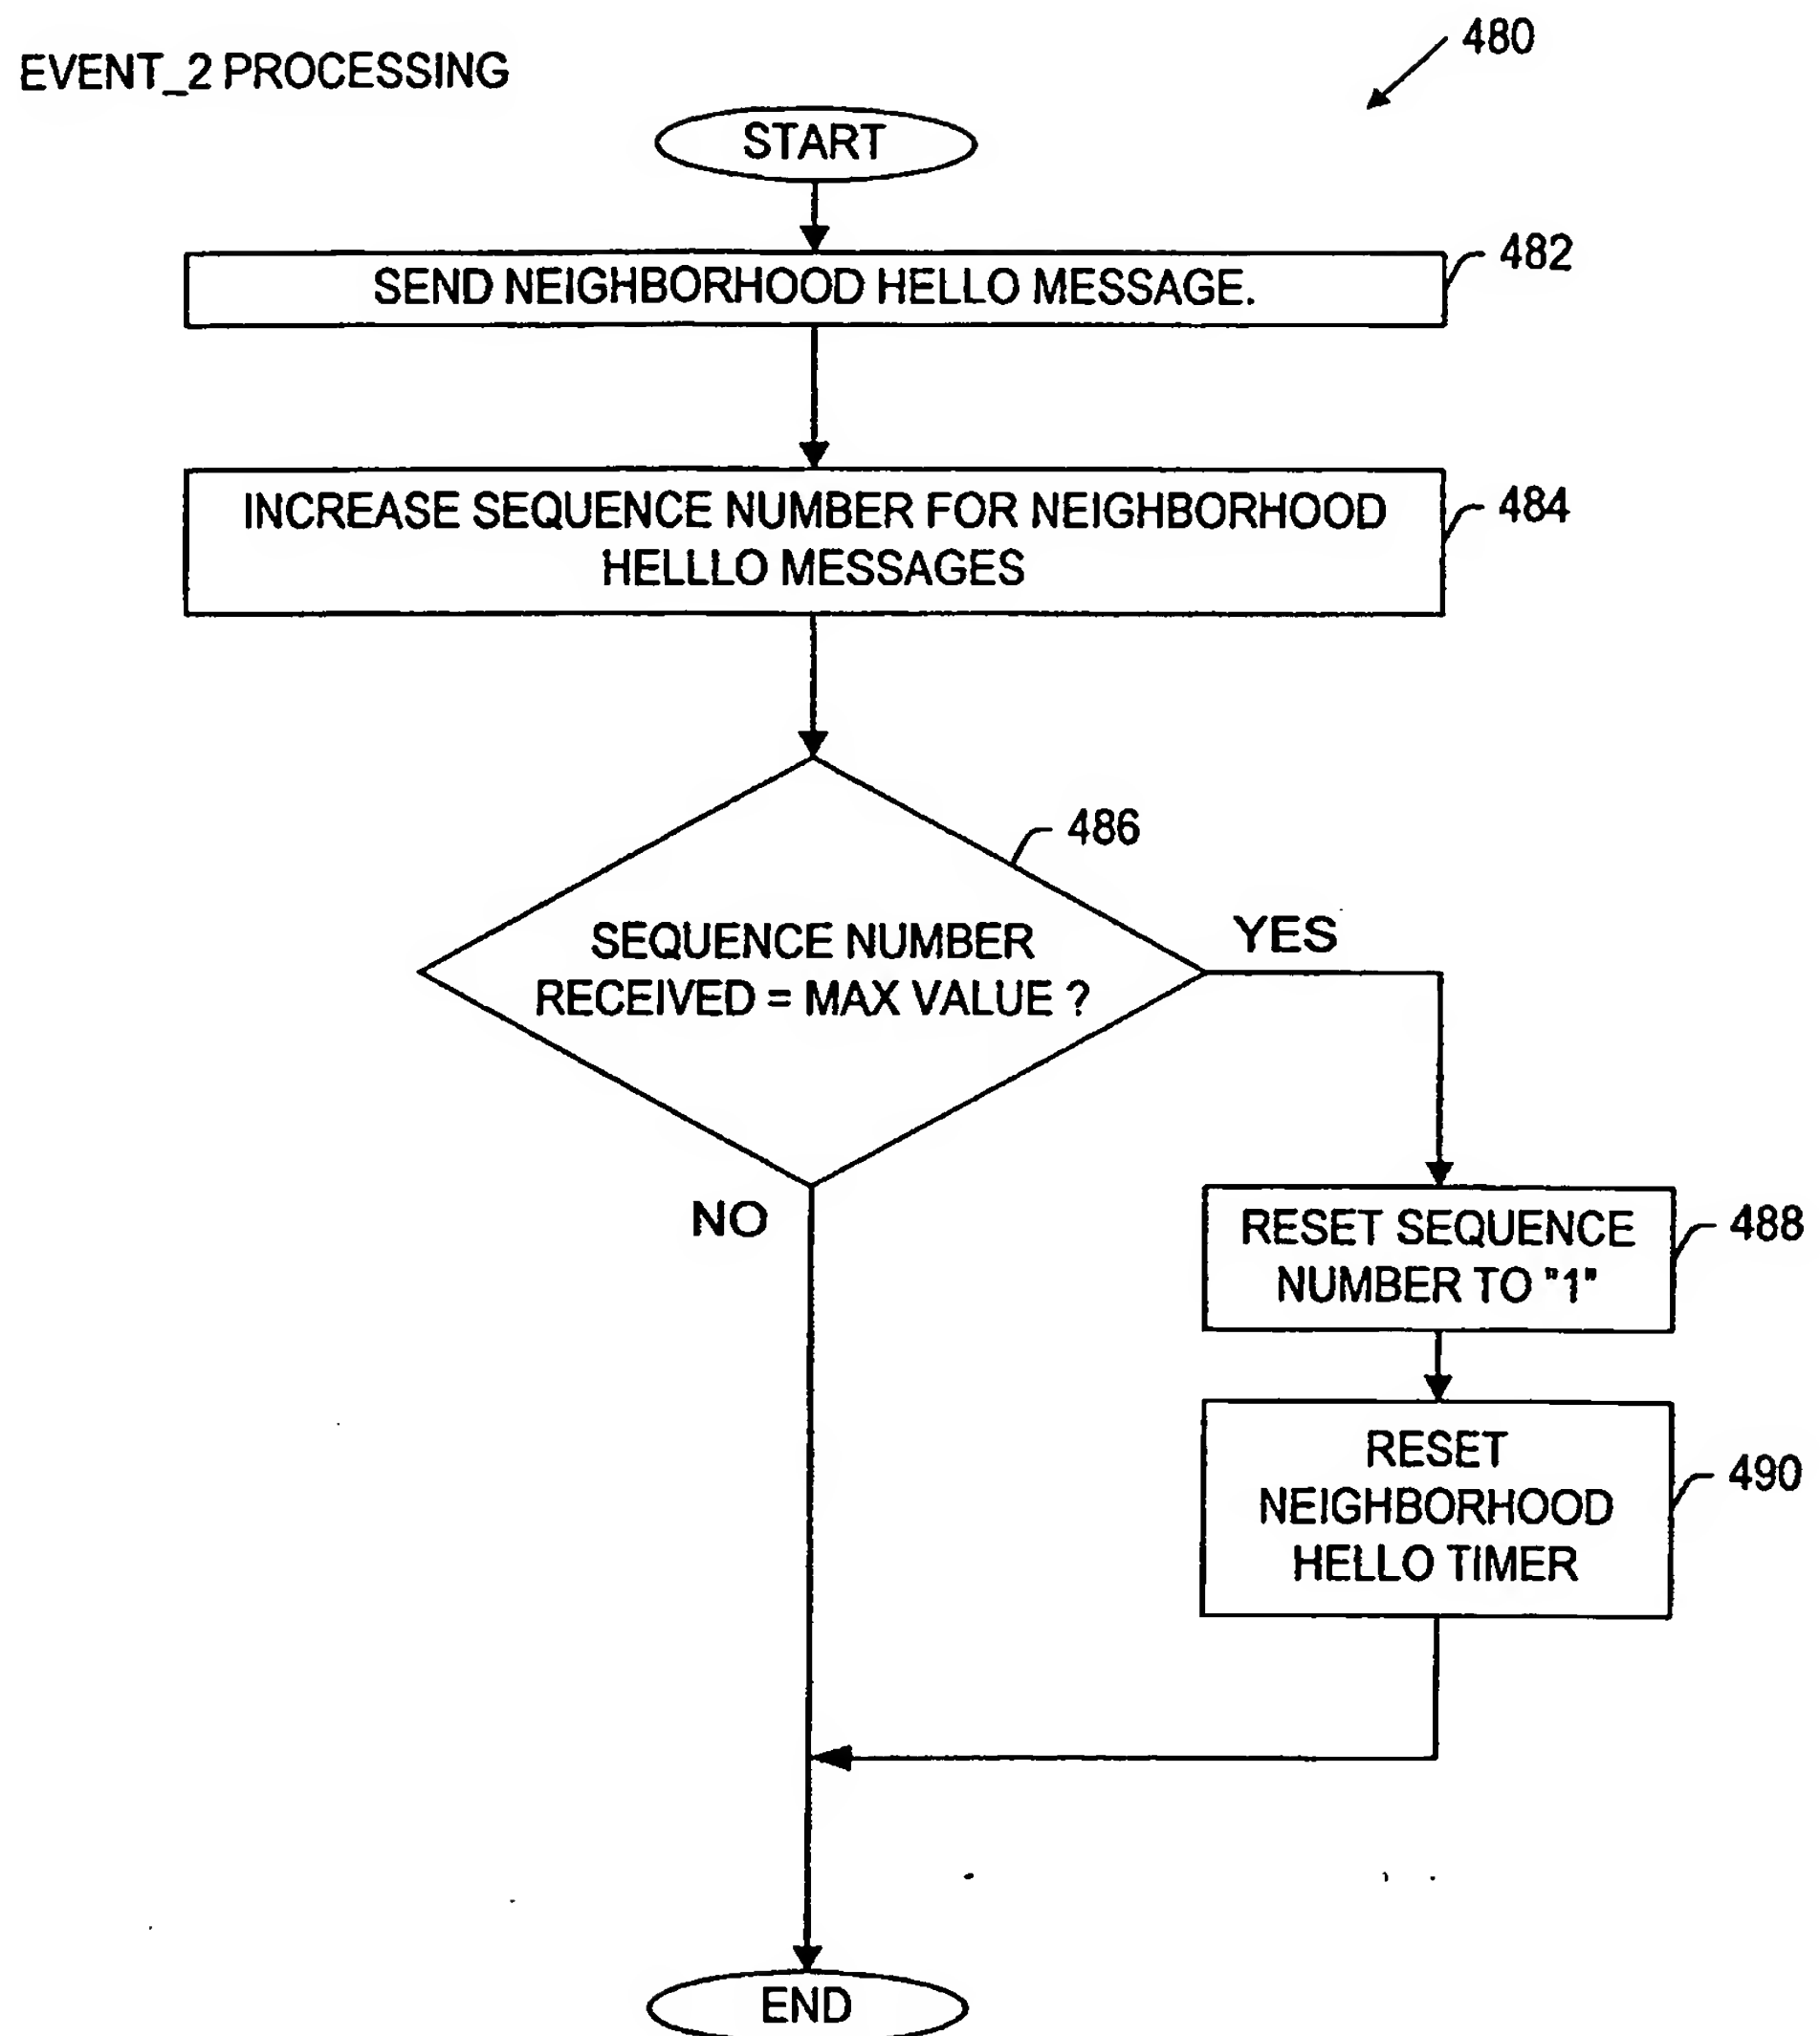 EVENT_2 PROCESSING
480
START
SEND NEIGHBORHOOD HELLO MESSAGE.
482
INCREASE SEQUENCE NUMBER FOR NEIGHBORHOOD
HELLLO MESSAGES
484
486
SEQUENCE NUMBER
RECEIVED = MAX VALUE ?
YES
NO
RESET SEQUENCE
NUMBER TO "1"
488
RESET
NEIGHBORHOOD
HELLO TIMER
490
END